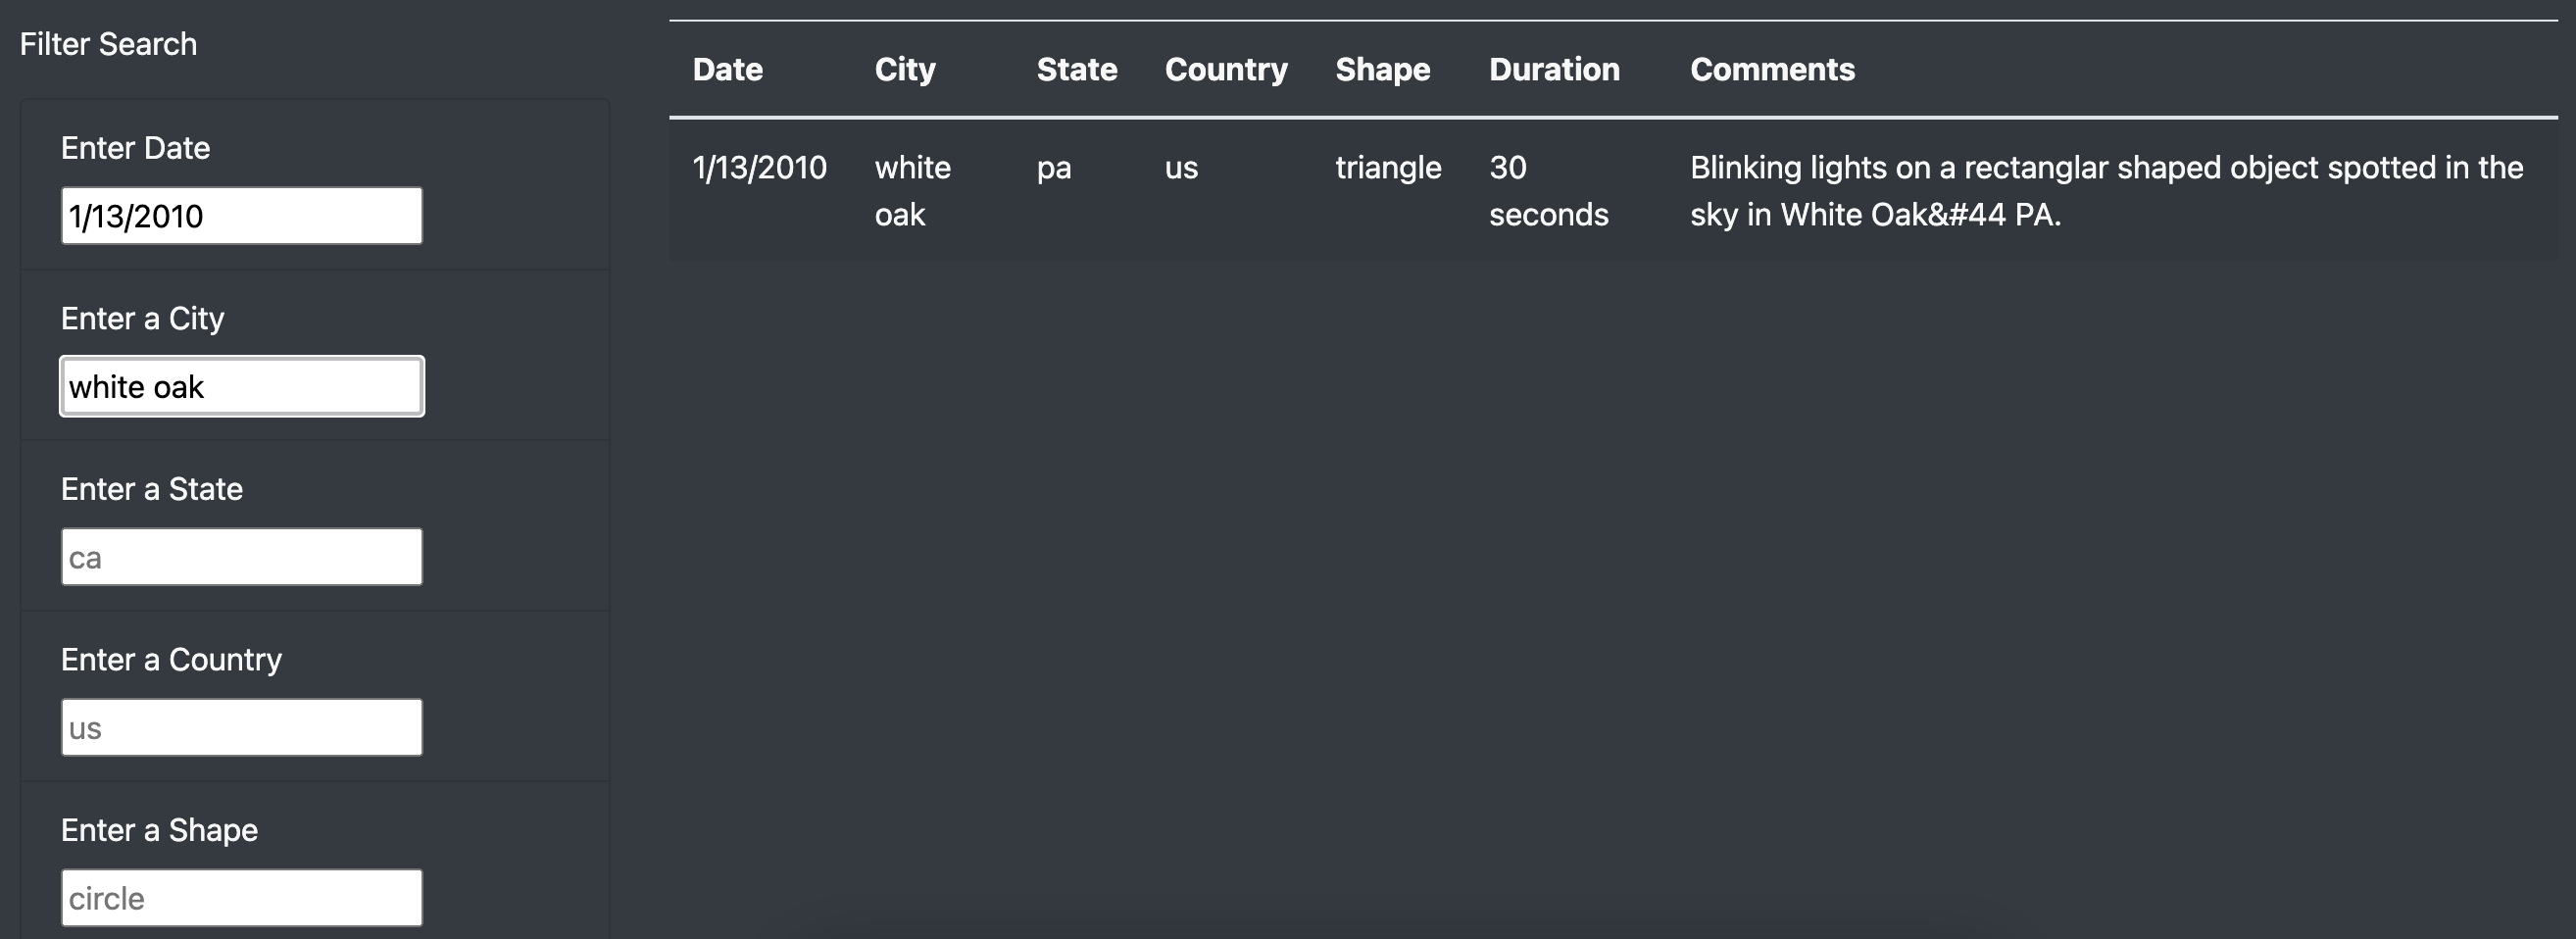 Filter Search
Enter Date
1/13/2010
Enter a City
white oak
Enter a State
ca
Enter a Country
us
Enter a Shape
circle
Date City State Country Shape Duration Comments
1/13/2010 white pa us triangle 30 Blinking lights on a rectanglar shaped object spotted in the
oak seconds sky in White Oak&#44 PA.